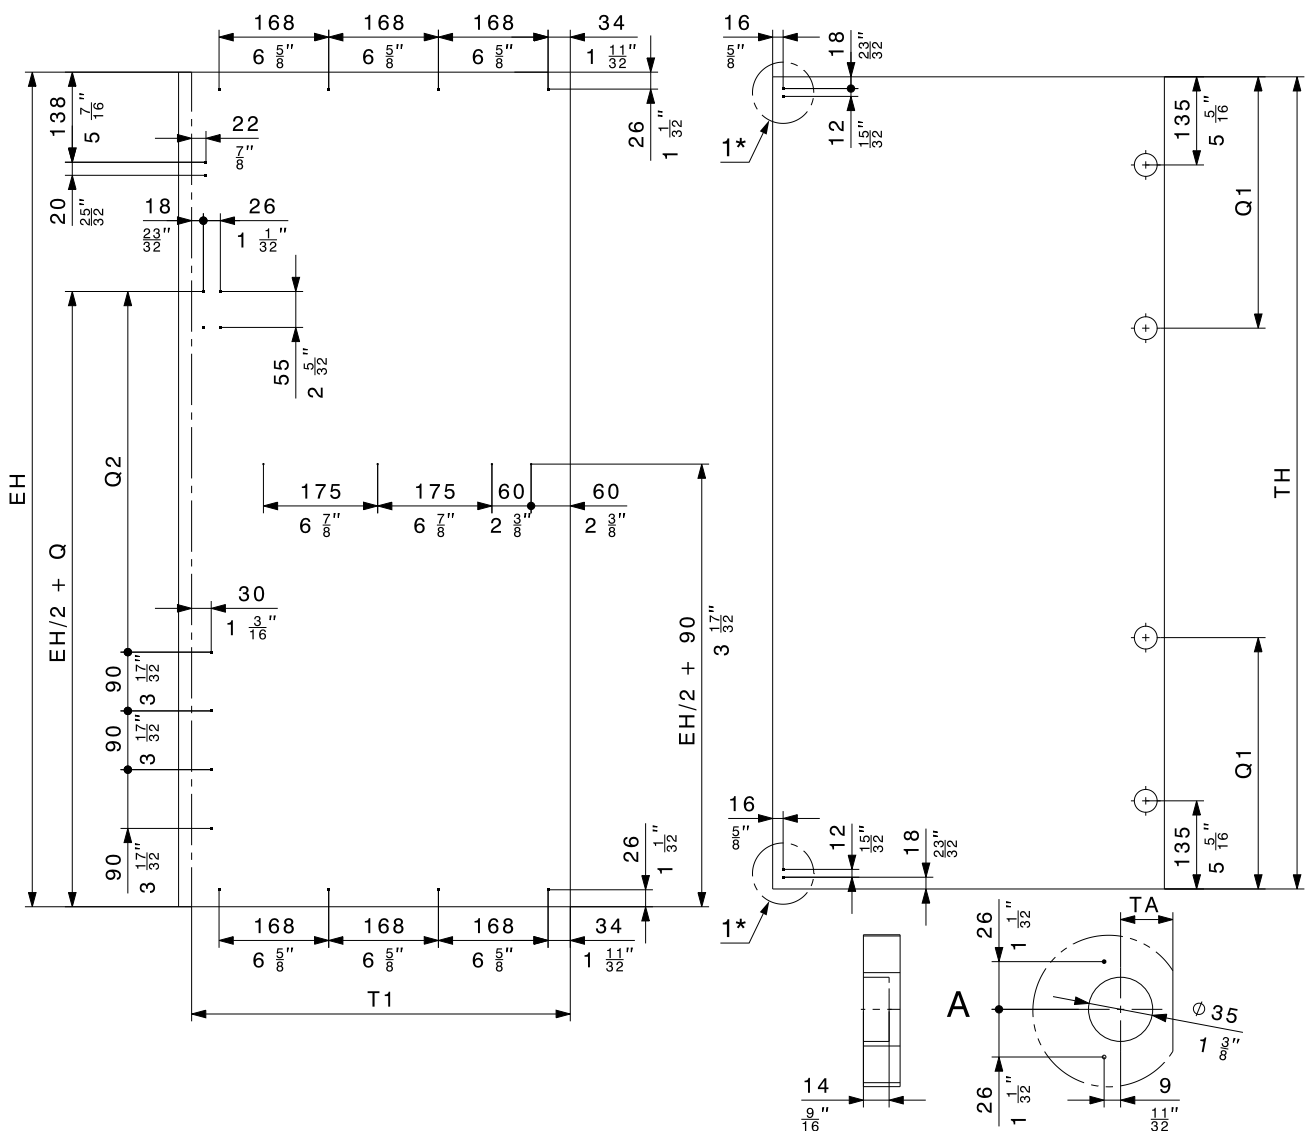 168 168 168 34
6 5/8" 6 5/8" 6 5/8" 1 11/32"
138
5 7/16"
22
7/8"
26
1 1/32"
20
25/32"
18 26
23/32" 1 1/32"
55
2 5/32"
EH
EH/2 + Q
Q2
175 175 60 60
6 7/8" 6 7/8" 2 3/8" 2 3/8"
30
1 3/16"
90
3 17/32"
90
3 17/32"
90
3 17/32"
EH/2 + 90
3 17/32"
26
1 1/32"
168 168 168 34
6 5/8" 6 5/8" 6 5/8" 1 11/32"
T1
16
5/8"
18
23/32"
12
15/32"
1*
135
5 5/16"
Q1
TH
Q1
135
5 5/16"
16
5/8"
12
15/32"
18
23/32"
1*
TA
26
1 1/32"
A
Ø 35
1 3/8"
26
1 1/32"
14
9/16"
9
11/32"